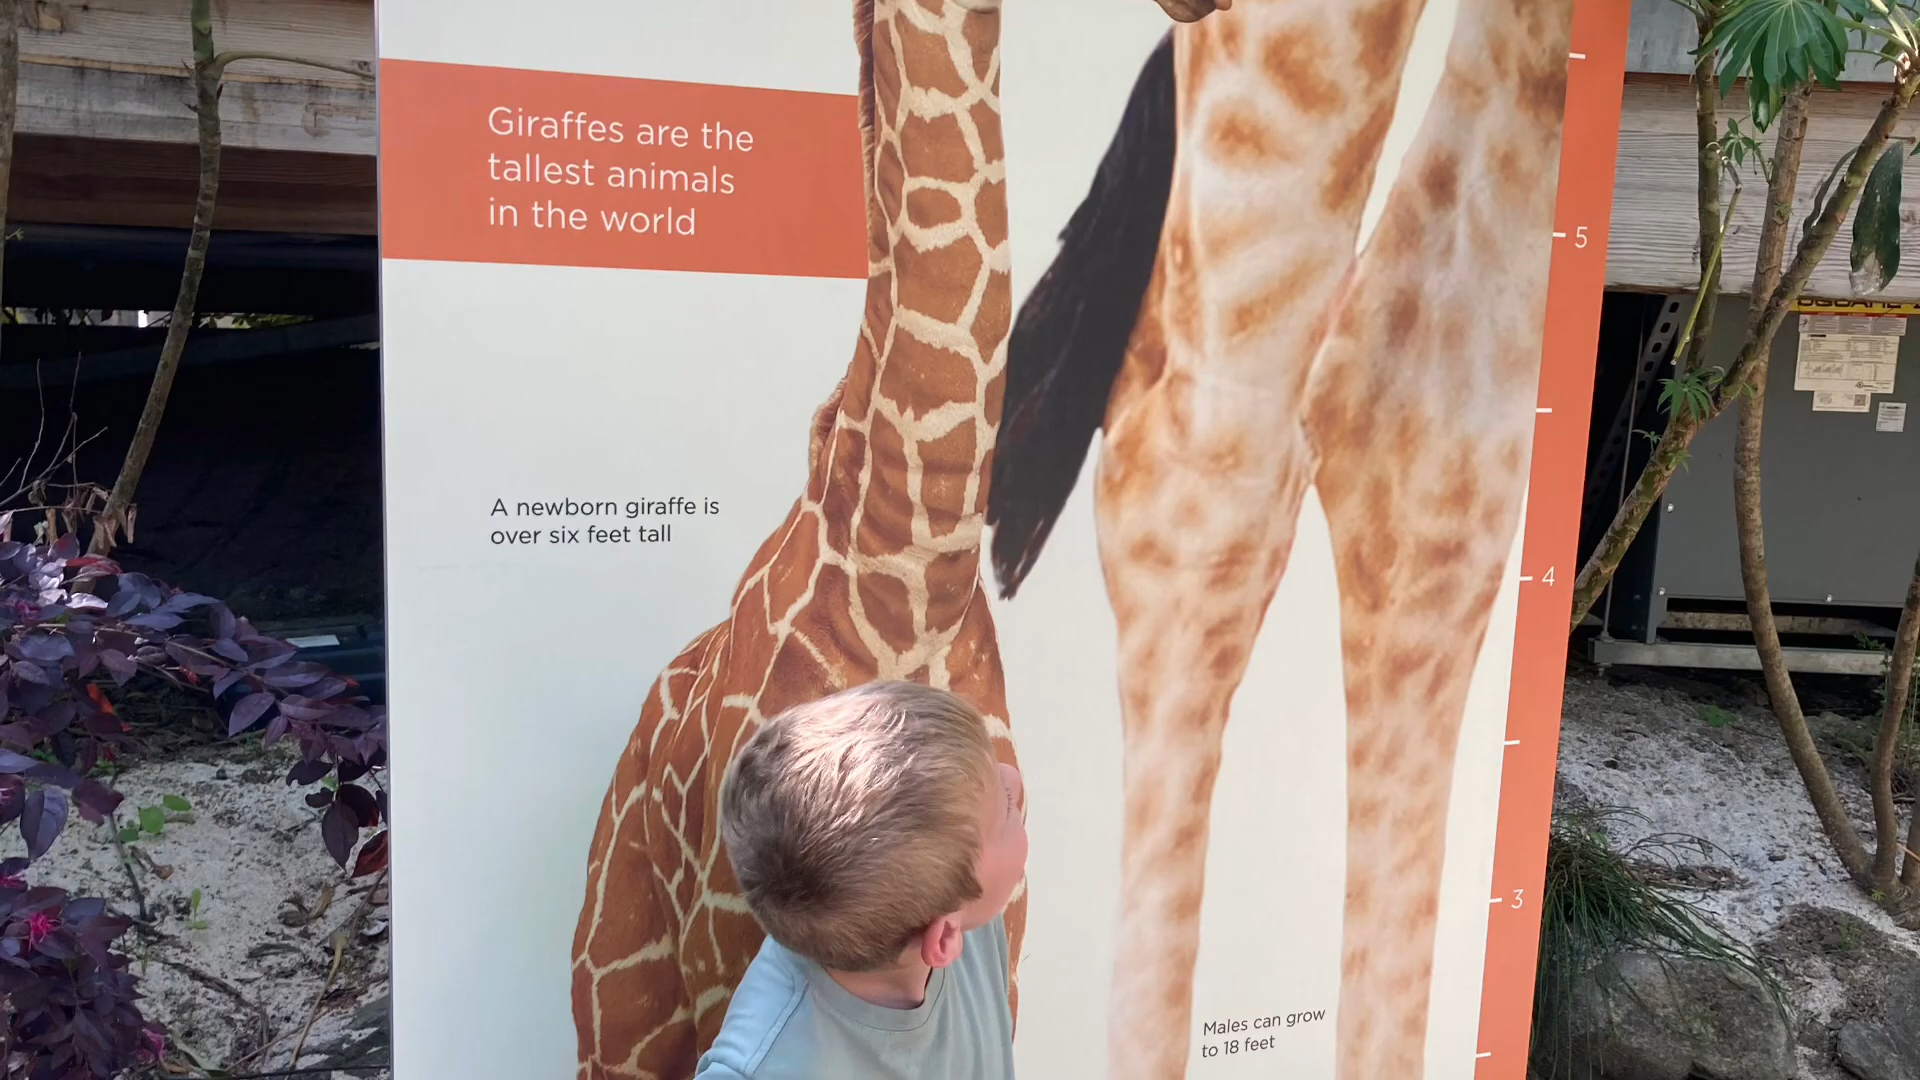 Giraffes are the
tallest animals
in the world
A newborn giraffe is
over six feet tall
5
4
3
Males can grow
to 18 feet